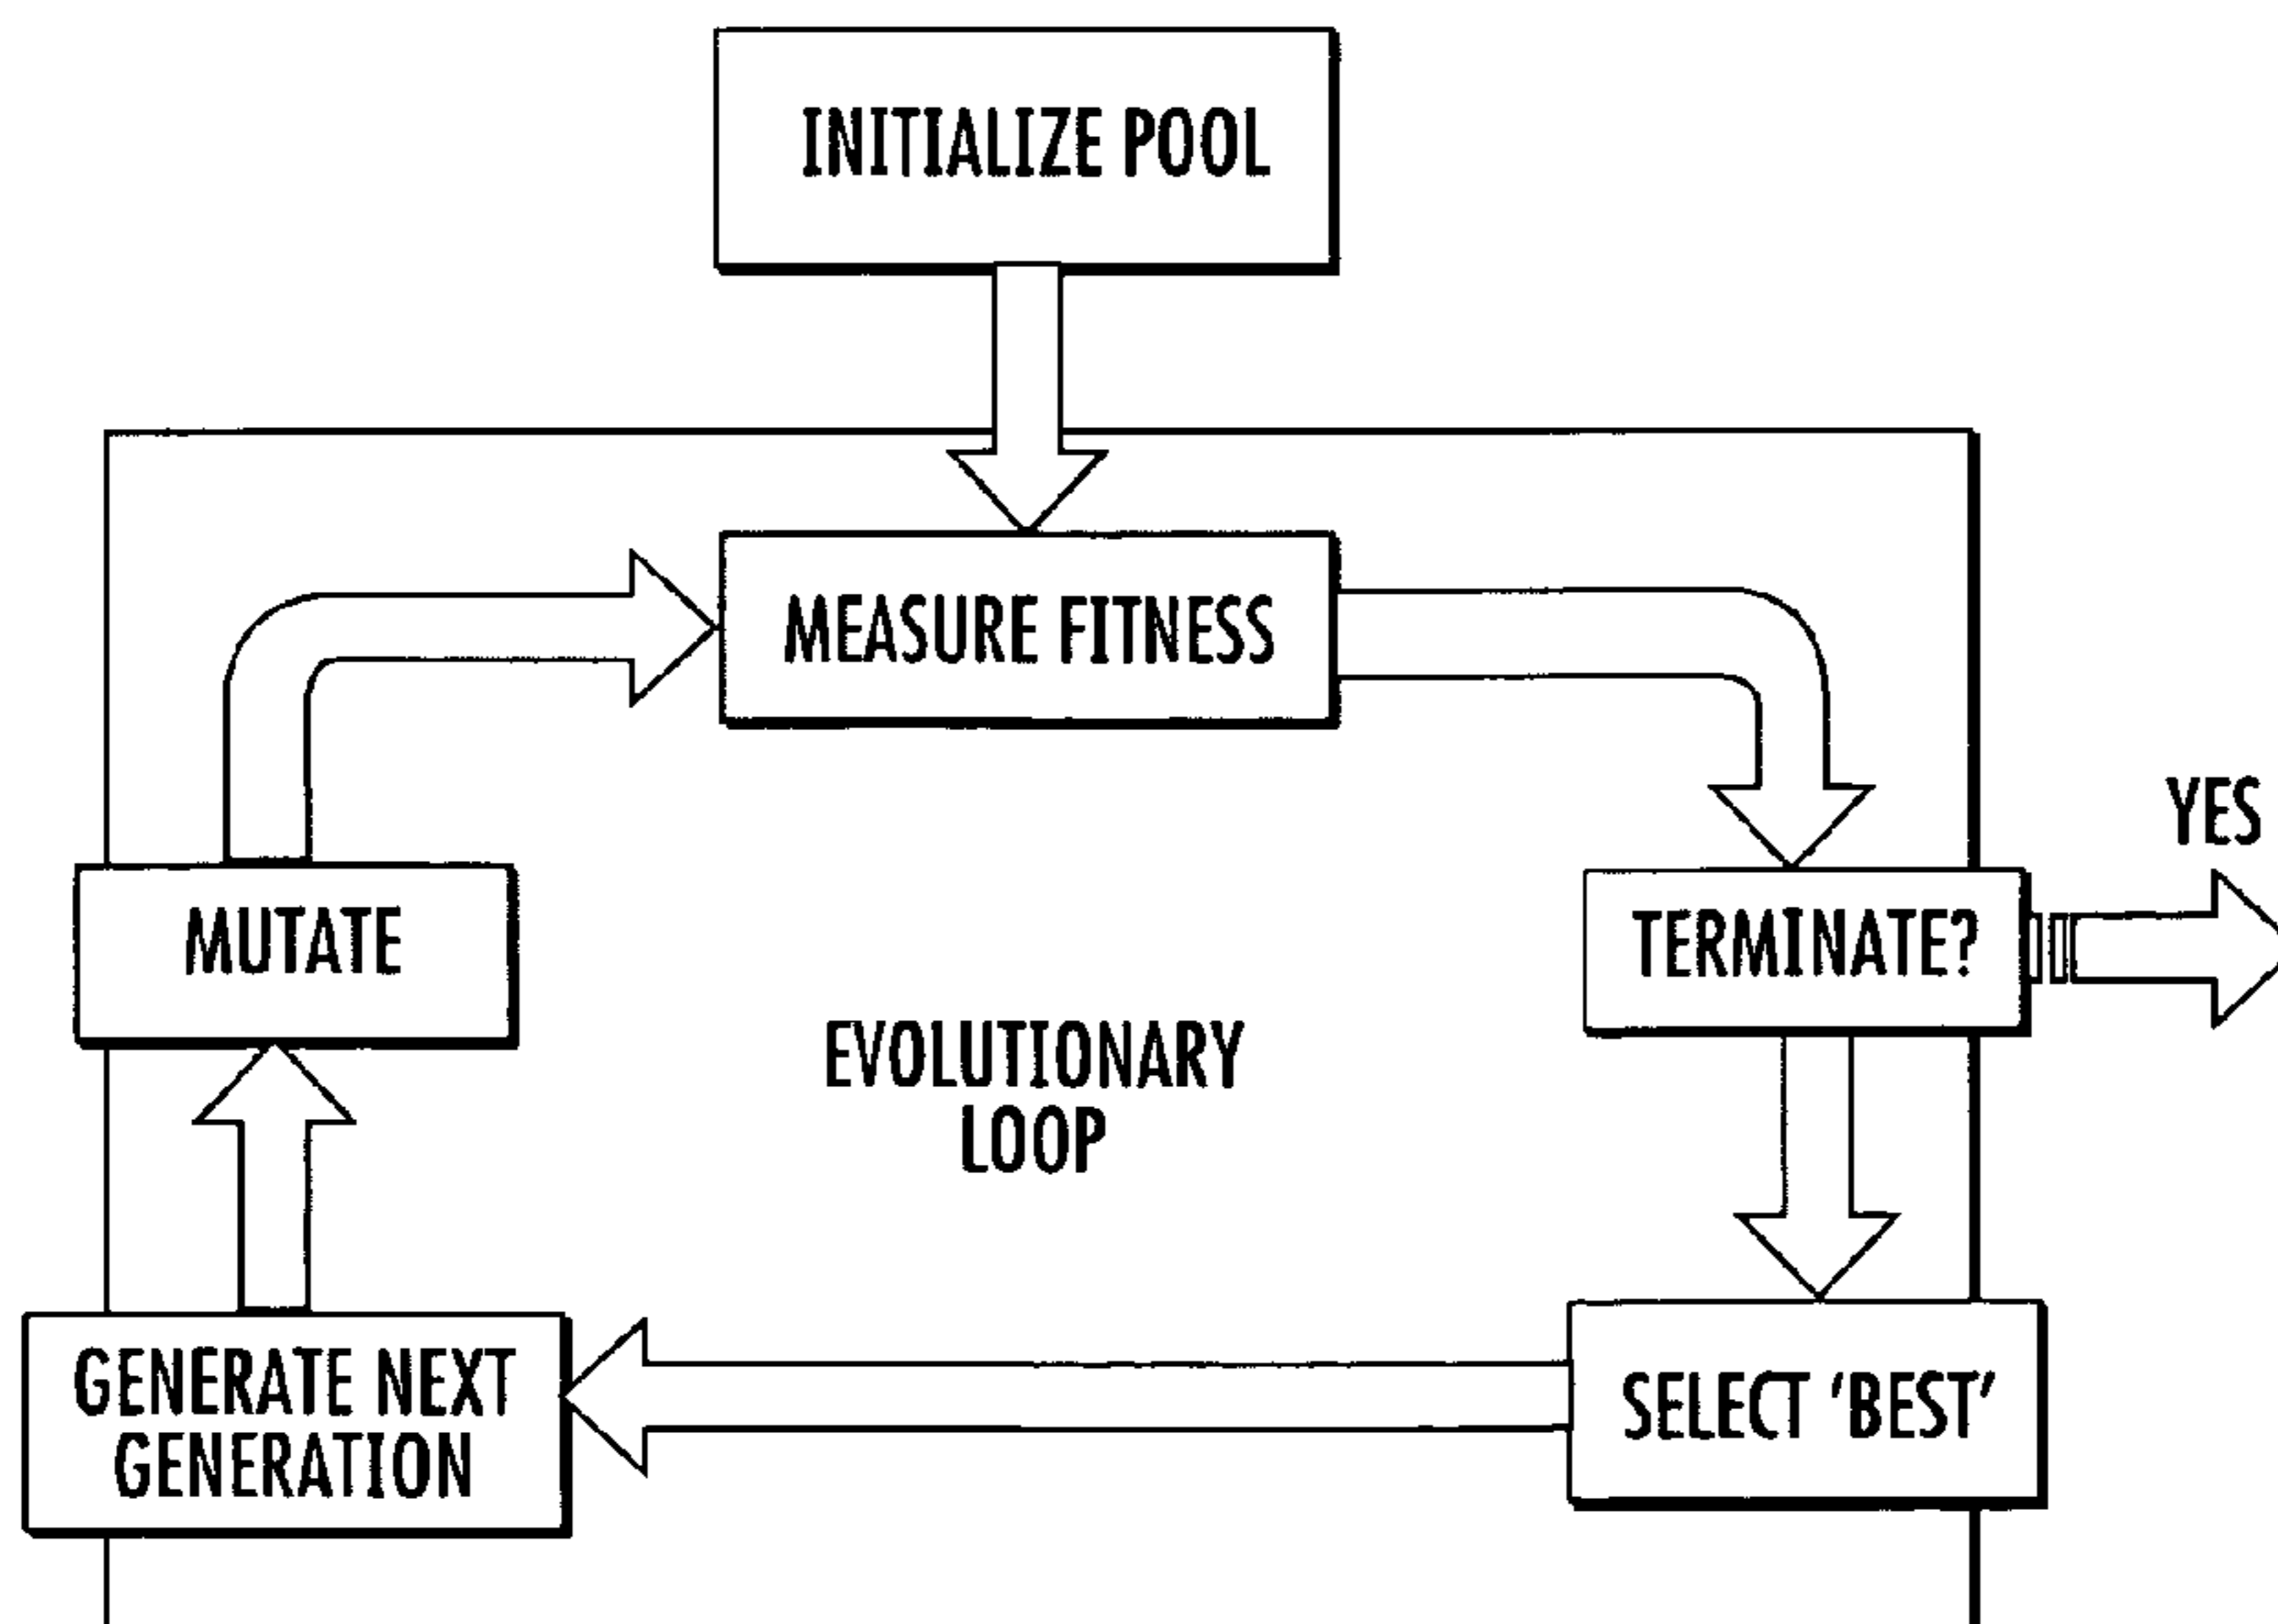 INITIALIZE POOL
MEASURE FITNESS
YES
MUTATE
TERMINATE?
EVOLUTIONARY
LOOP
GENERATE NEXT
GENERATION
SELECT 'BEST'